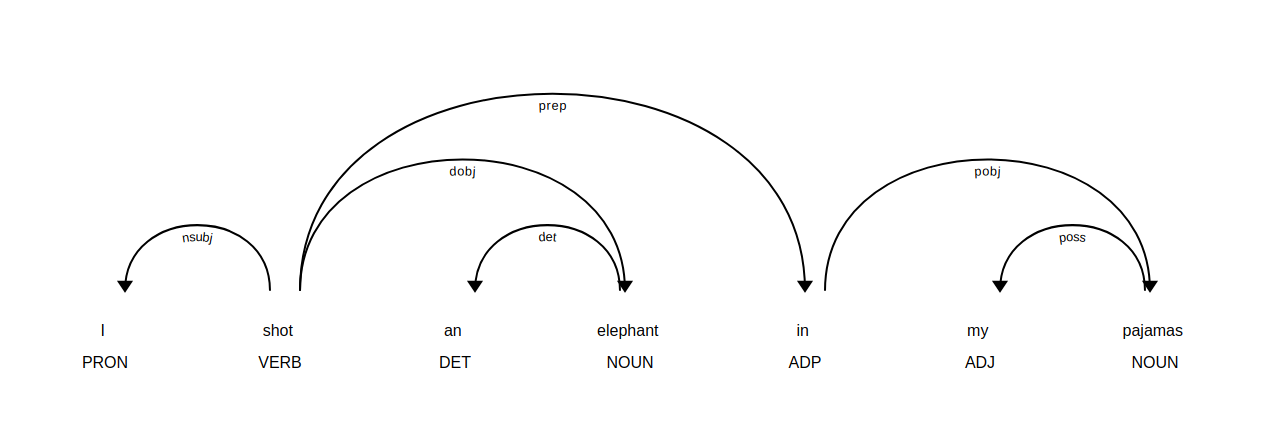 prep
dobj
pobj
nsubj
det
poss
I shot an elephant in my pajamas
PRON VERB DET NOUN ADP ADJ NOUN